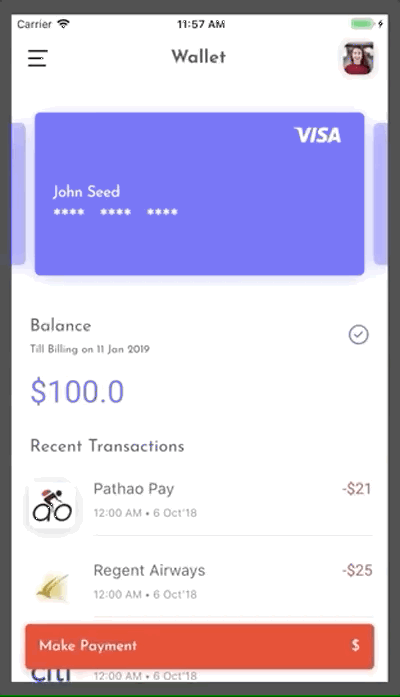 Carrier 11:57 AM
Wallet
VISA
John Seed
**** **** ****
Balance
Till Billing on 11 Jan 2019
$100.0
Recent Transactions
Pathao Pay -$21
12:00 AM • 6 Oct'18
Regent Airways -$25
12:00 AM • 6 Oct'18
Make Payment $
citi 12:00 AM • 6 Oct'18